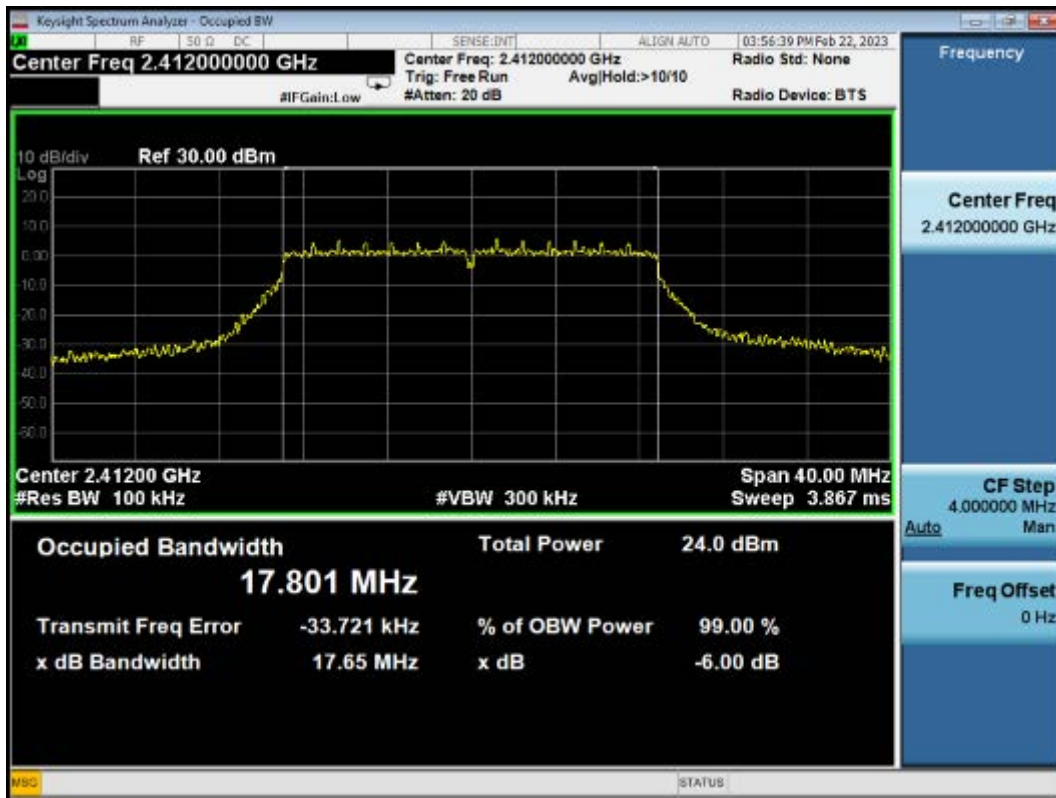 Keysight Spectrum Analyzer - Occupied BW
RF 50 Ω DC SENSE:INT ALIGN AUTO 03:56:39 PM Feb 22, 2023
Center Freq 2.412000000 GHz
Center Freq: 2.412000000 GHz
Radio Std: None
Trig: Free Run Avg|Hold:>10/10
#IFGain:Low
#Atten: 20 dB
Radio Device: BTS
10 dB/div Ref 30.00 dBm
Log
20.0
10.0
0.00
-10.0
-20.0
-30.0
-40.0
-50.0
-60.0
Center 2.41200 GHz Span 40.00 MHz
#Res BW 100 kHz #VBW 300 kHz Sweep 3.867 ms
Occupied Bandwidth Total Power 24.0 dBm
17.801 MHz
Transmit Freq Error -33.721 kHz % of OBW Power 99.00 %
x dB Bandwidth 17.65 MHz x dB -6.00 dB
MSG STATUS
Frequency
Center Freq
2.412000000 GHz
CF Step
4.000000 MHz
Auto Man
Freq Offset
0 Hz